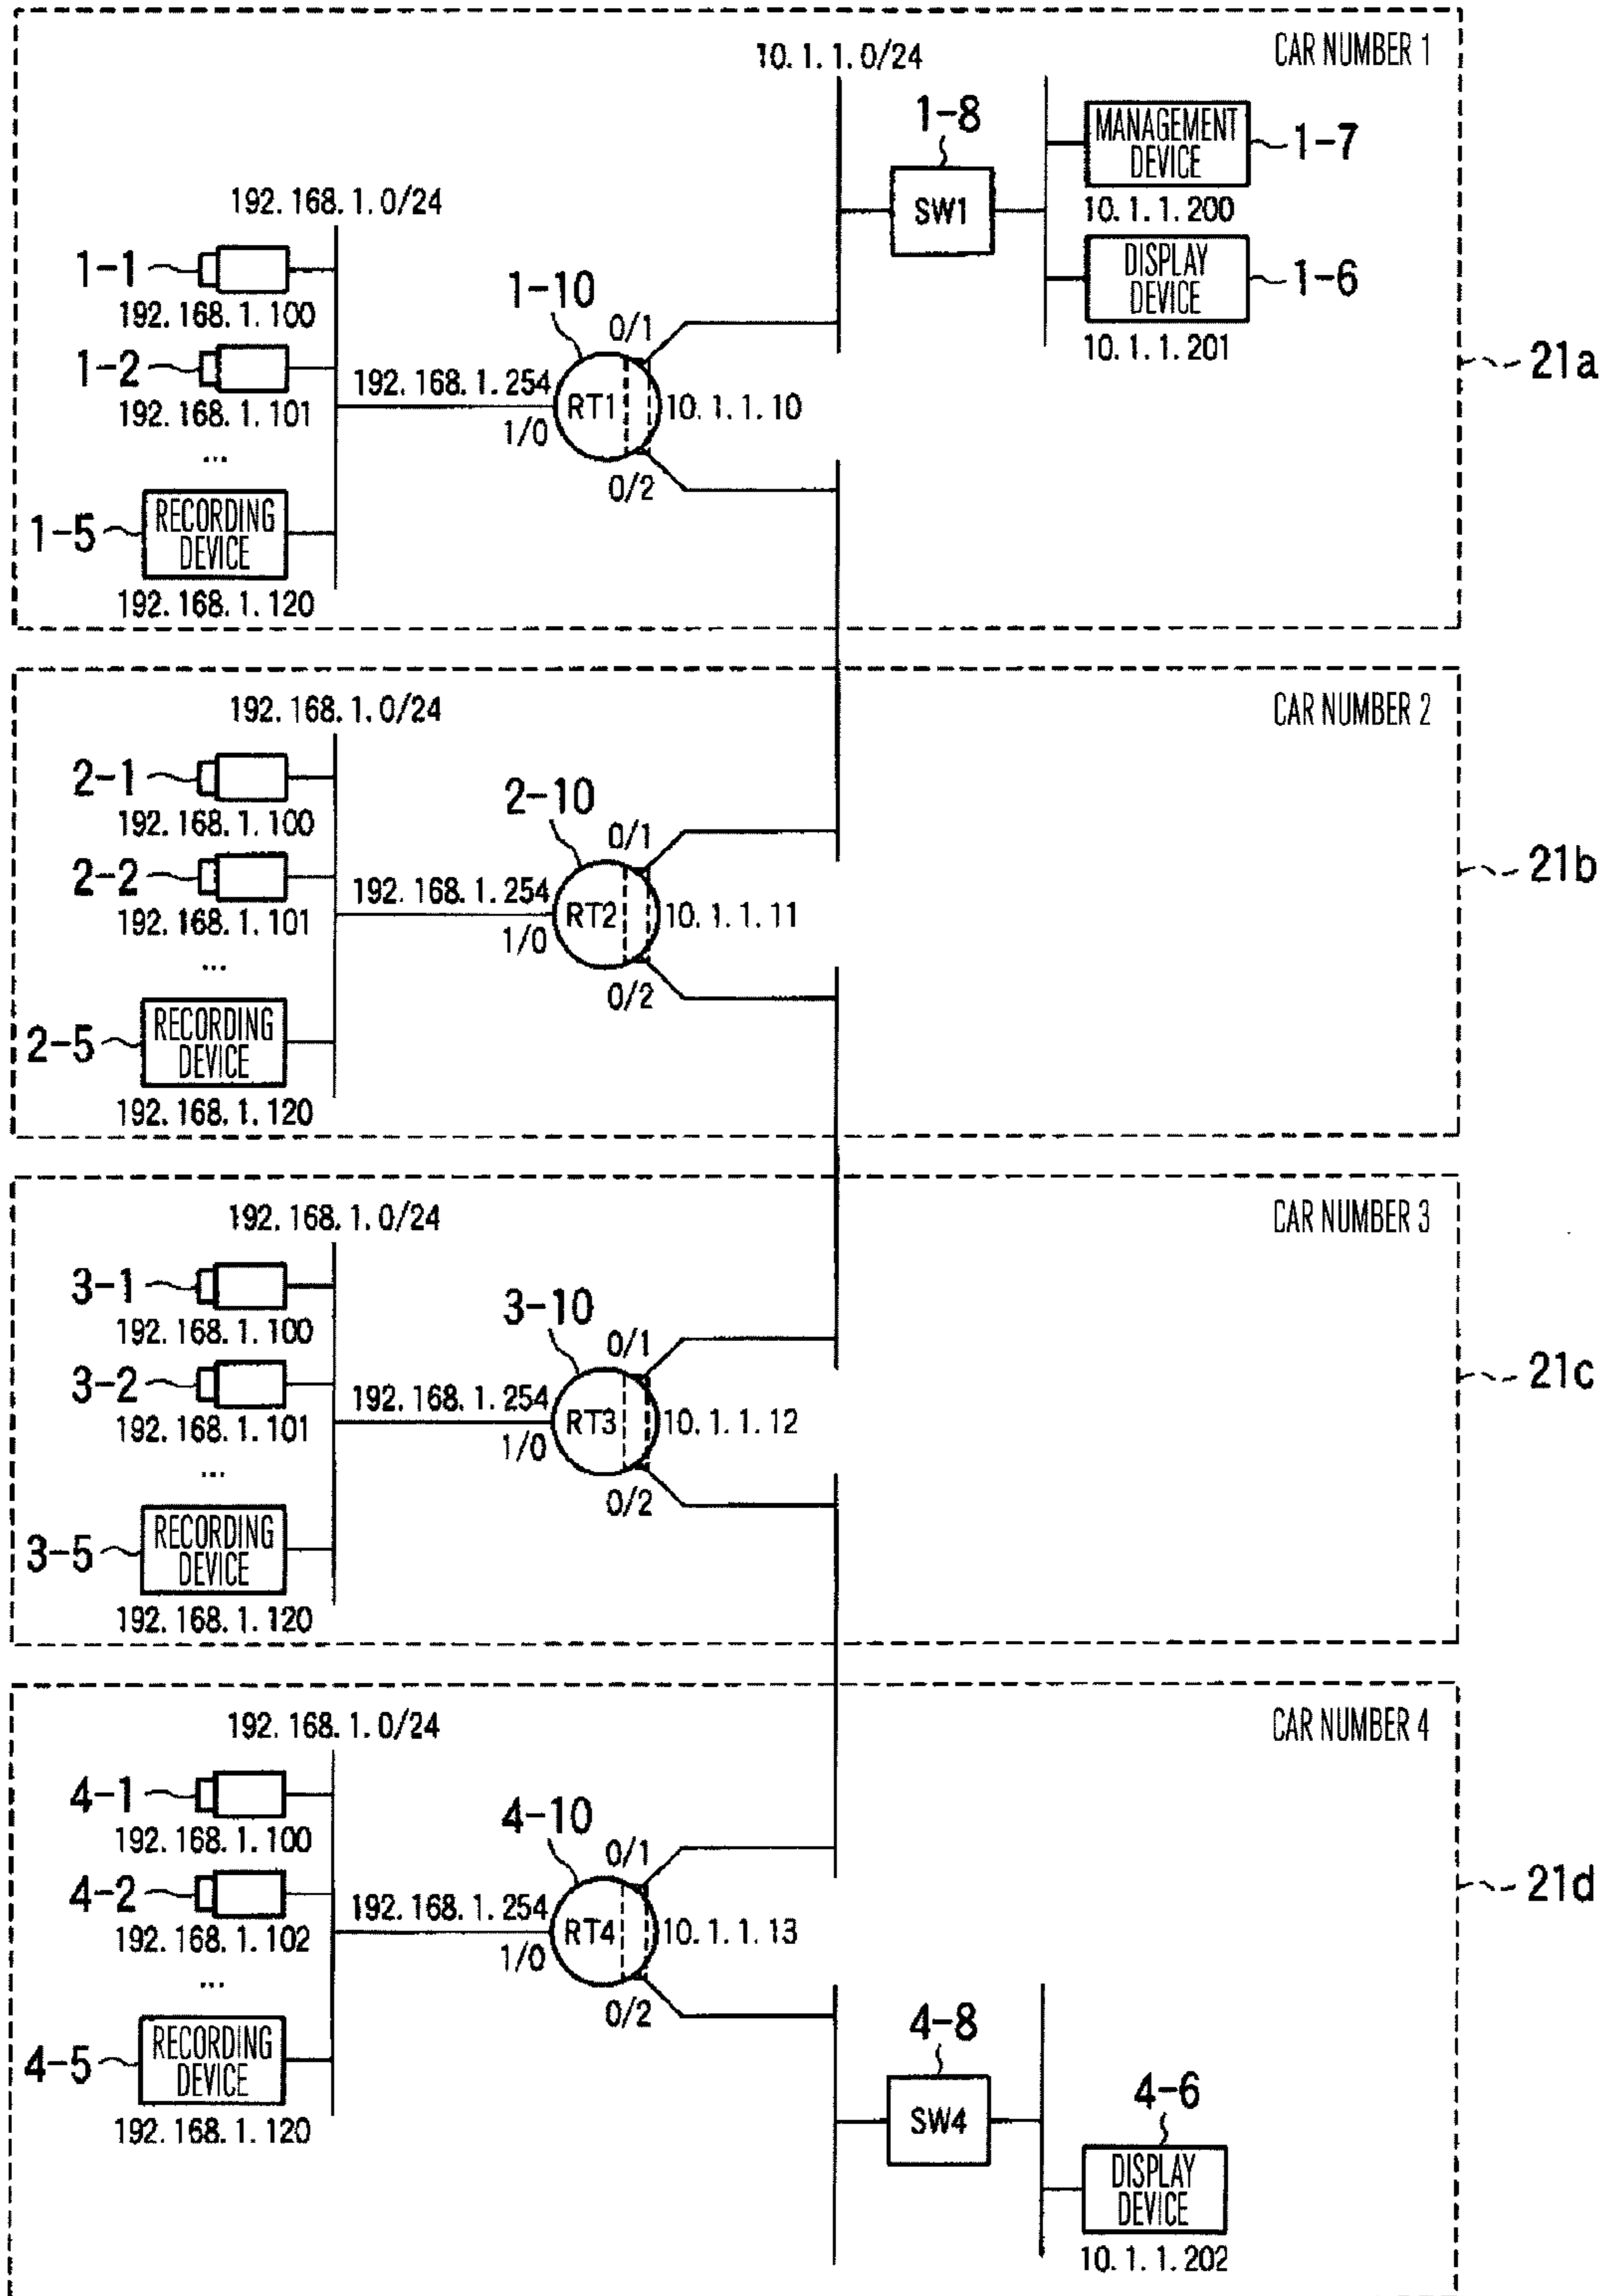 CAR NUMBER 1
10.1.1.0/24
1-8
MANAGEMENT
DEVICE
1-7
SW1
10.1.1.200
192.168.1.0/24
DISPLAY
DEVICE
1-6
10.1.1.201
1-1
192.168.1.100
1-10
0/1
1-2
192.168.1.101
192.168.1.254
RT1
10.1.1.10
1/0
0/2
...
1-5
RECORDING
DEVICE
192.168.1.120
21a
CAR NUMBER 2
192.168.1.0/24
2-1
192.168.1.100
2-10
0/1
2-2
192.168.1.101
192.168.1.254
RT2
10.1.1.11
1/0
0/2
...
2-5
RECORDING
DEVICE
192.168.1.120
21b
CAR NUMBER 3
192.168.1.0/24
3-1
192.168.1.100
3-10
0/1
3-2
192.168.1.101
192.168.1.254
RT3
10.1.1.12
1/0
0/2
...
3-5
RECORDING
DEVICE
192.168.1.120
21c
CAR NUMBER 4
192.168.1.0/24
4-1
192.168.1.100
4-10
0/1
4-2
192.168.1.102
192.168.1.254
RT4
10.1.1.13
1/0
0/2
...
4-5
RECORDING
DEVICE
192.168.1.120
21d
4-8
SW4
4-6
DISPLAY
DEVICE
10.1.1.202